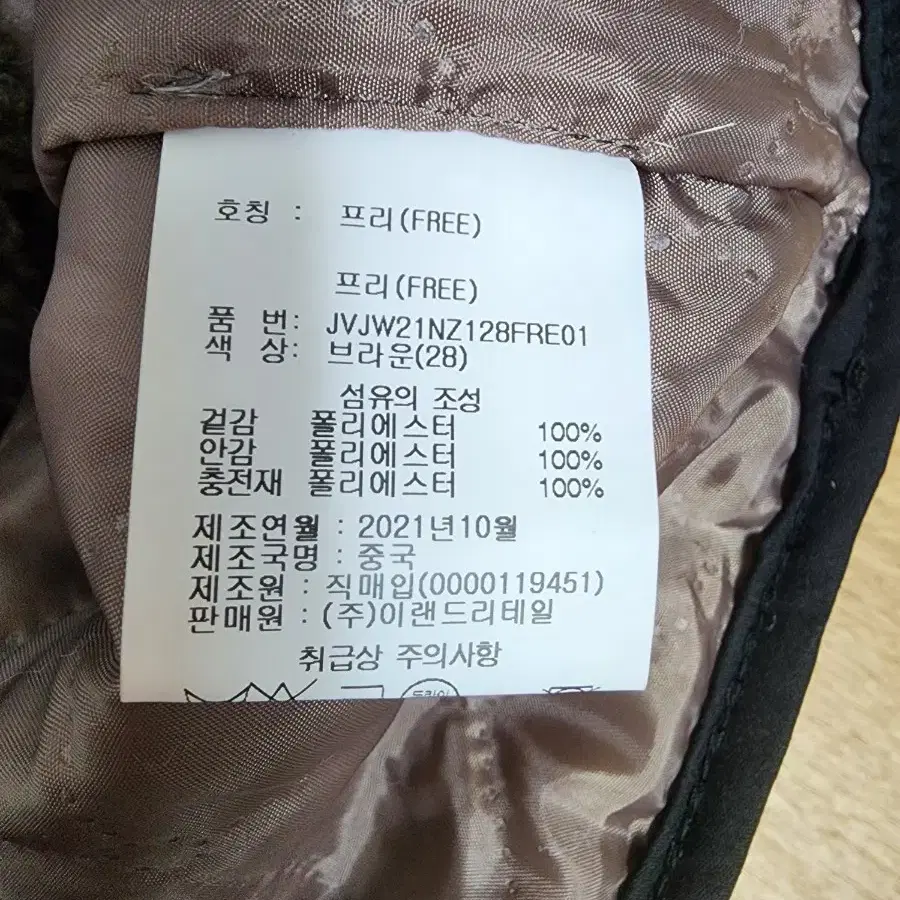 호칭 : 프리(FREE)
프리(FREE)
품 번: JVJW21NZ128FRE01
색 상: 브라운(28)
섬유의 조성
겉감 폴리에스터 100%
안감 폴리에스터 100%
충전재 폴리에스터 100%
제조연월 : 2021년10월
제조국명 : 중국
제조원 : 직매입(0000119451)
판매원 : (주)이랜드리테일
취급상 주의사항